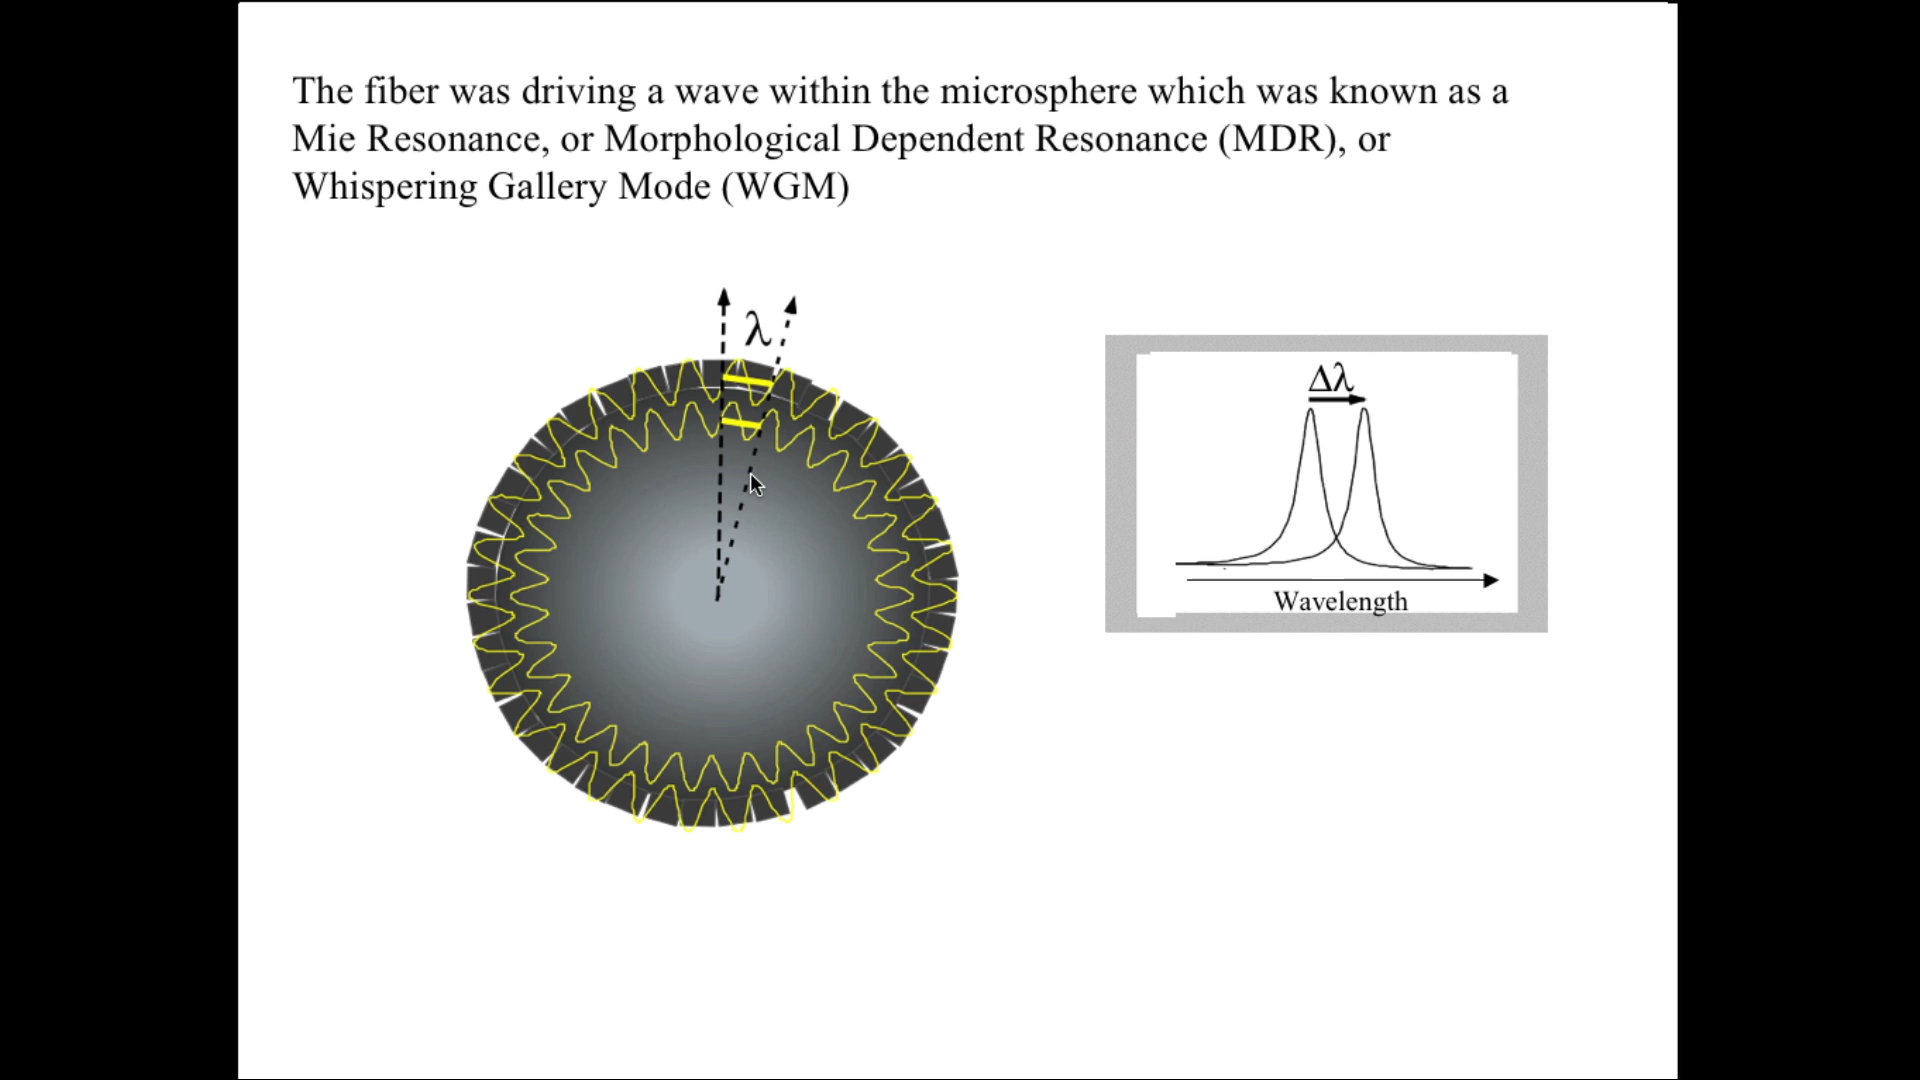 The fiber was driving a wave within the microsphere which was known as a
Mie Resonance, or Morphological Dependent Resonance (MDR), or
Whispering Gallery Mode (WGM)
λ
Δλ
Wavelength